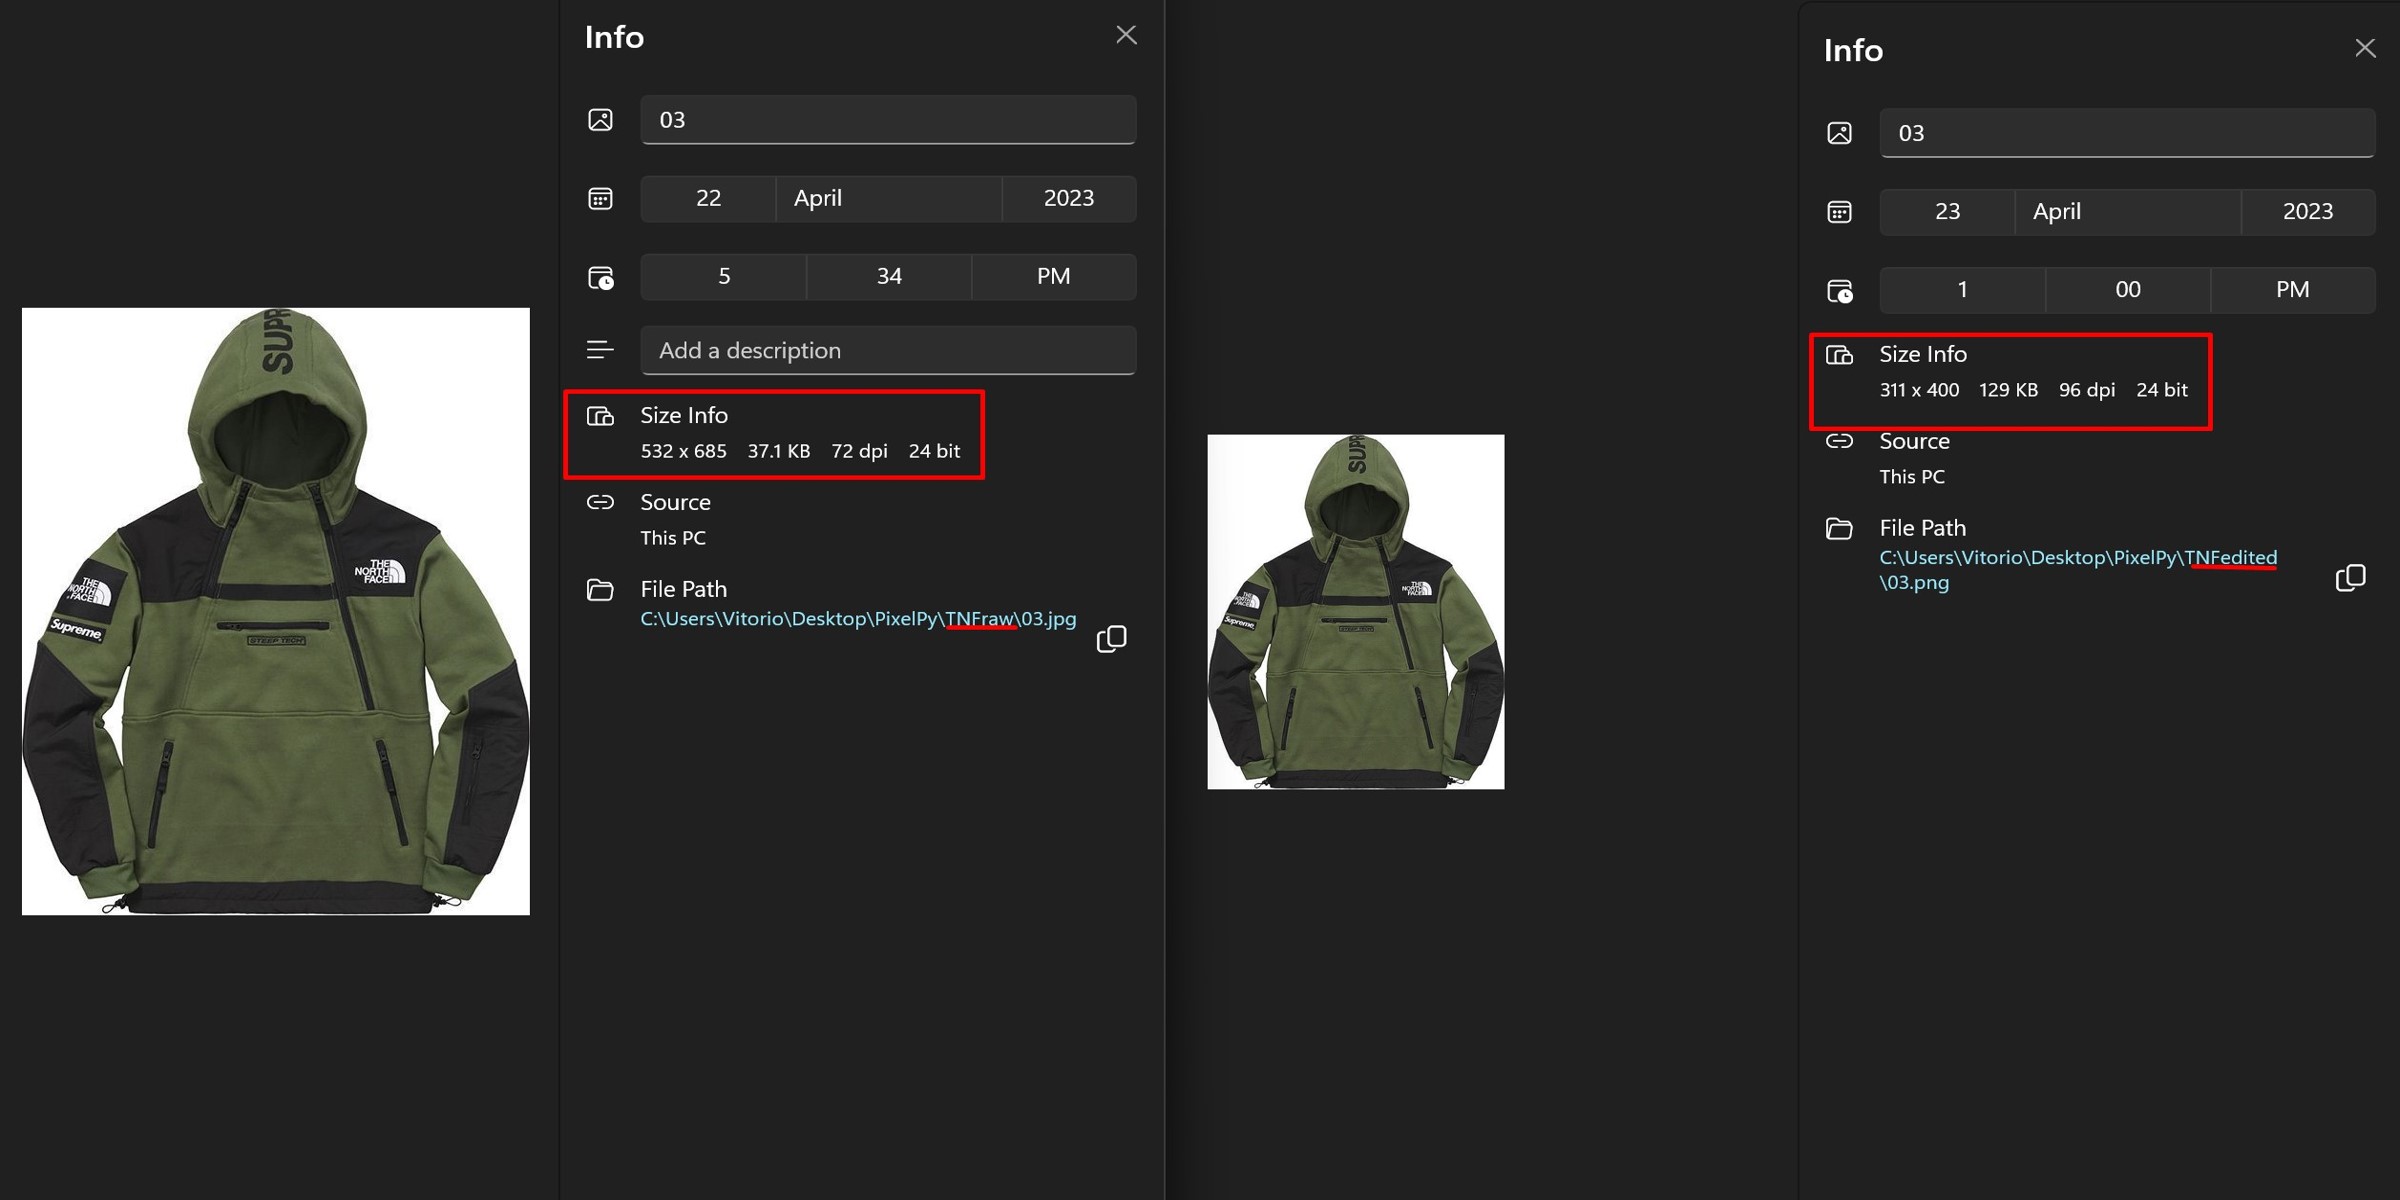 SUPR
THE
NORTH
FACE
THE
NORTH
FACE
Supreme
STEEP TECH
Info
03
22 April 2023
5 34 PM
Add a description
Size Info
532 x 685 37.1 KB 72 dpi 24 bit
Source
This PC
File Path
C:\Users\Vitorio\Desktop\PixelPy\TNFraw\03.jpg
SUPR
THE
NORTH
FACE
THE
NORTH
FACE
Supreme
STEEP TECH
Info
03
23 April 2023
1 00 PM
Size Info
311 x 400 129 KB 96 dpi 24 bit
Source
This PC
File Path
C:\Users\Vitorio\Desktop\PixelPy\TNFedited
\03.png